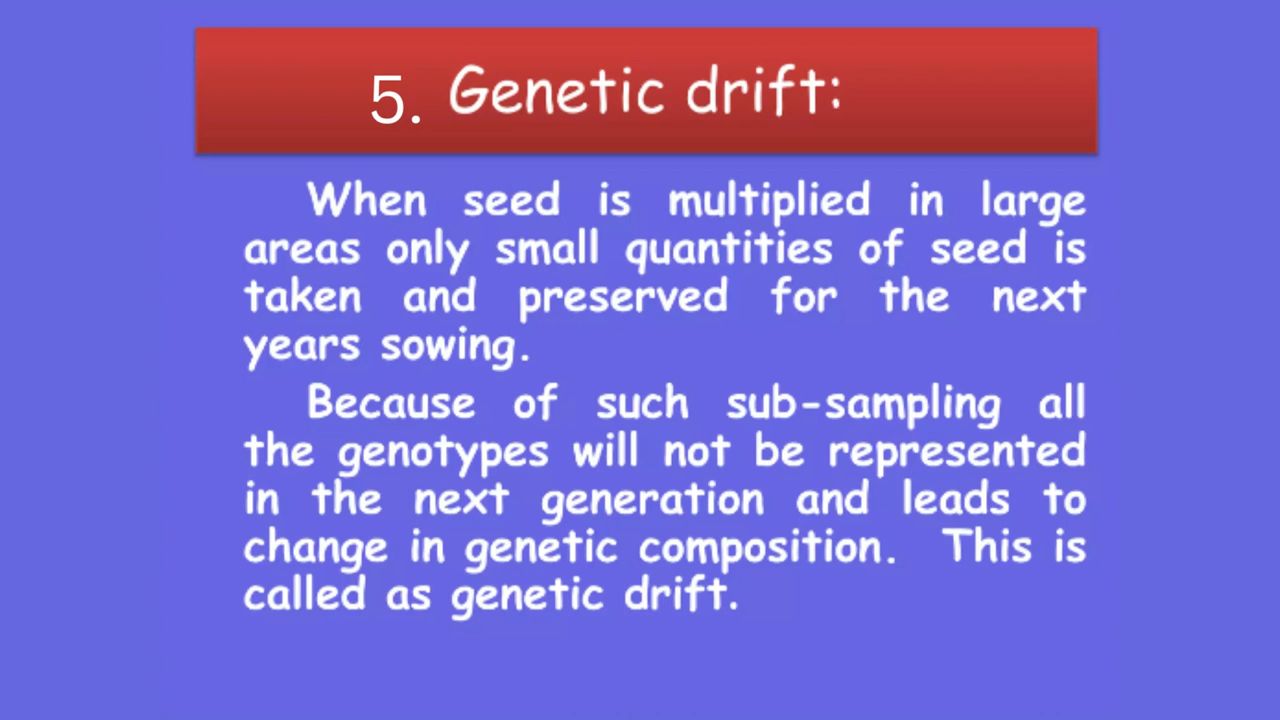 5. Genetic drift:
When seed is multiplied in large
areas only small quantities of seed is
taken and preserved for the next
years sowing.
Because of such sub-sampling all
the genotypes will not be represented
in the next generation and leads to
change in genetic composition. This is
called as genetic drift.